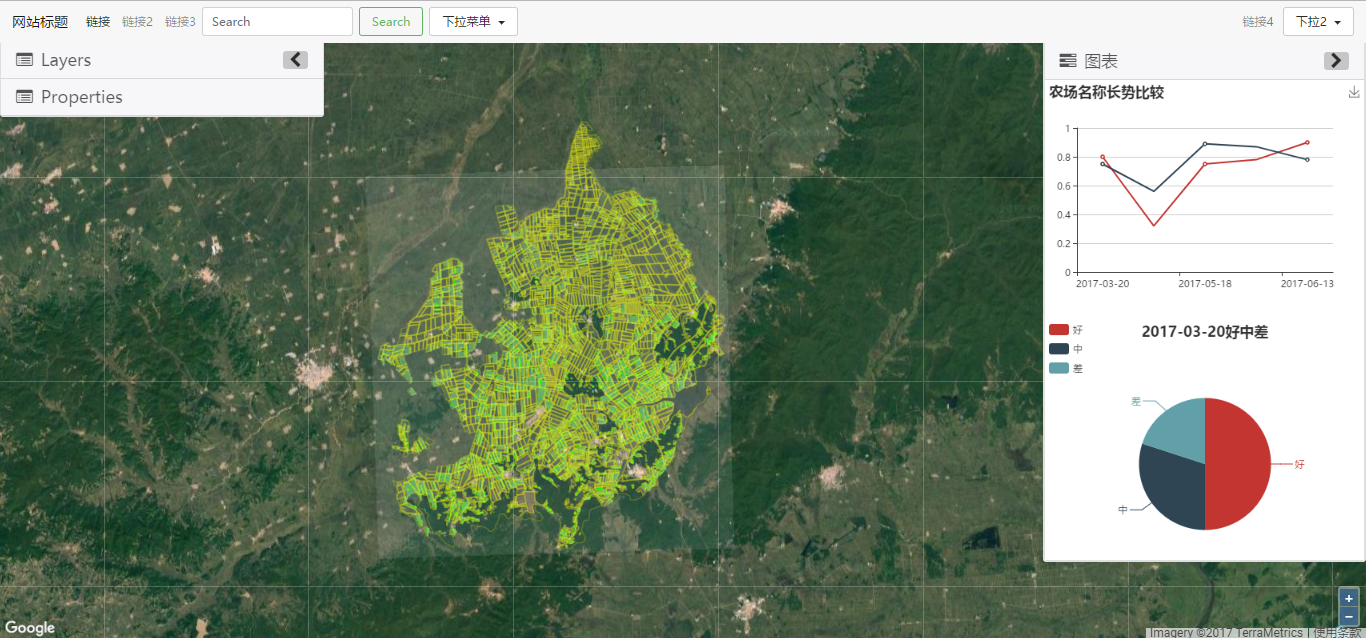 网站标题 链接 链接2 链接3 Search Search 下拉菜单 链接4 下拉2
Layers
Properties
图表
农场名称长势比较
1
0.8
0.6
0.4
0.2
0
2017-03-20 2017-05-18 2017-06-13
2017-03-20好中差
好
中
差
差
好
中
+
−
Google
Imagery ©2017 TerraMetrics | 使用条款